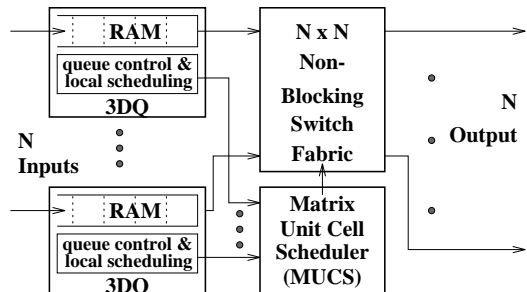 RAM
queue control &
local scheduling
3DQ
N
Inputs
RAM
queue control &
local scheduling
3DQ
N x N
Non-
Blocking
Switch
Fabric
Matrix
Unit Cell
Scheduler
(MUCS)
N
Output